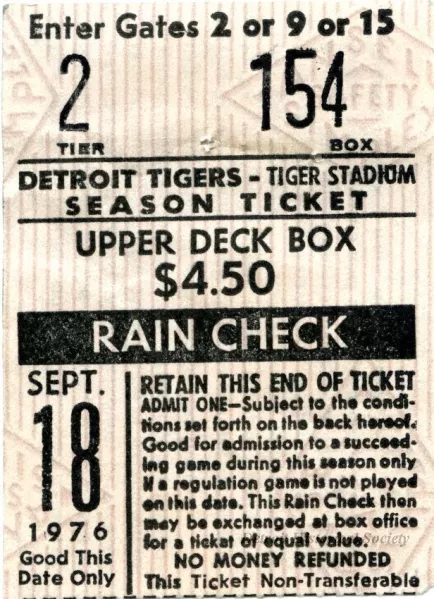 Enter Gates 2 or 9 or 15
2 154
TIER BOX
DETROIT TIGERS - TIGER STADIUM
SEASON TICKET
UPPER DECK BOX
$4.50
RAIN CHECK
SEPT.
18
1976
Good This
Date Only
RETAIN THIS END OF TICKET
ADMIT ONE—Subject to the condi-
tions set forth on the back hereof.
Good for admission to a succeed-
ing game during this season only
if a regulation game is not played
on this date. This Rain Check then
may be exchanged at box office
for a ticket of equal value.
Society
NO MONEY REFUNDED
This Ticket Non-Transferable